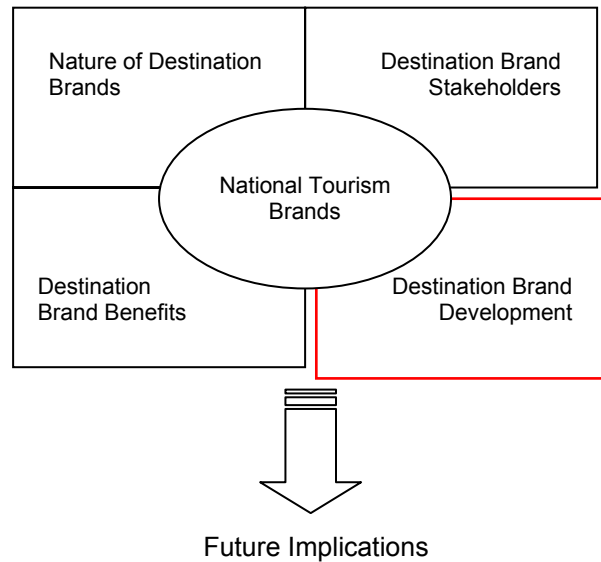 Nature of Destination
Brands
Destination Brand
Stakeholders
National Tourism
Brands
Destination
Brand Benefits
Destination Brand
Development
Future Implications